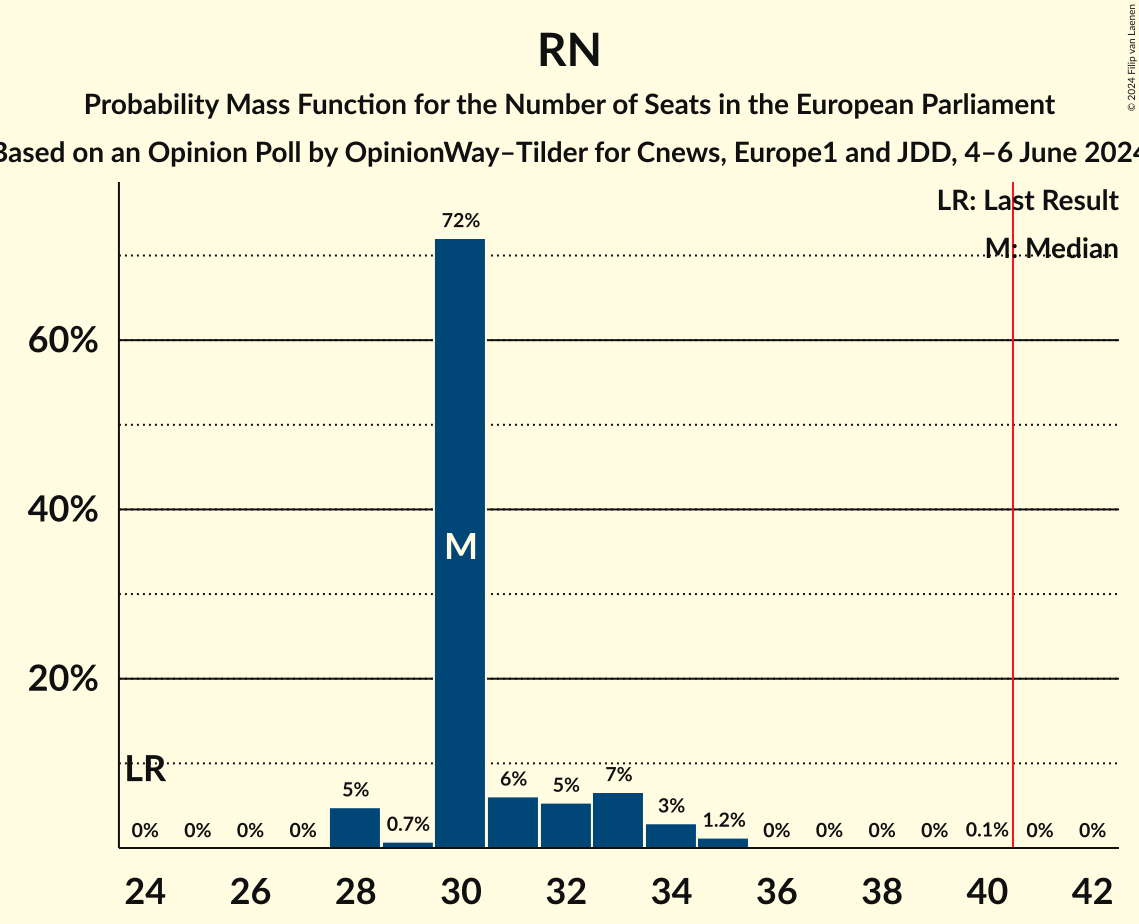 © 2024 Filip van Laenen
RN
Probability Mass Function for the Number of Seats in the European Parliament
Based on an Opinion Poll by OpinionWay–Tilder for Cnews, Europe1 and JDD, 4–6 June 2024
LR: Last Result
M: Median
72%
60%
40%
M
20%
LR
0% 0% 0% 0% 5% 0.7% 6% 5% 7% 3% 1.2% 0% 0% 0% 0% 0.1% 0% 0%
24 26 28 30 32 34 36 38 40 42